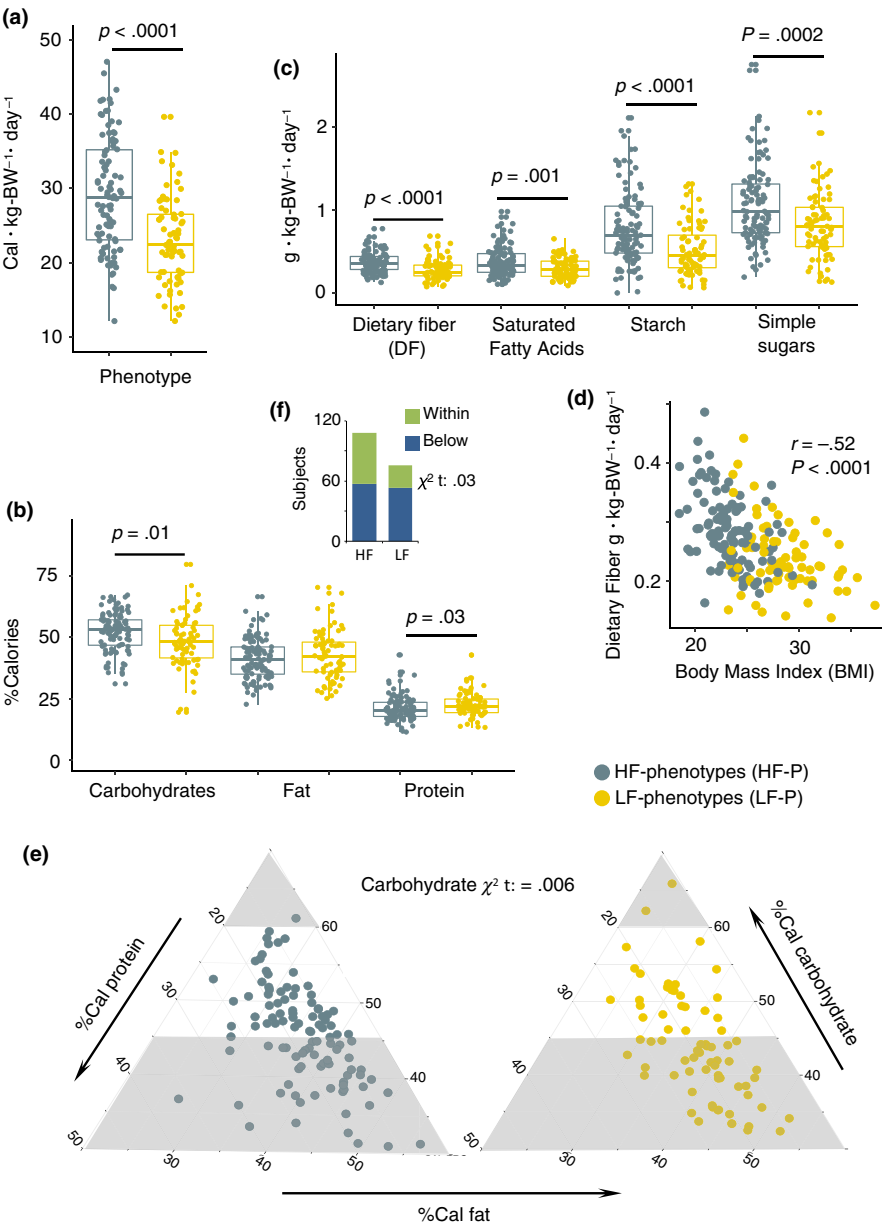 (a)
p < .0001
50
40
30
20
10
Cal · kg-BW⁻¹· day⁻¹
Phenotype
(c)
p < .0001
p = .001
p < .0001
P = .0002
2
1
0
g · kg-BW⁻¹· day⁻¹
Dietary fiber
(DF)
Saturated
Fatty Acids
Starch
Simple
sugars
(f)
120
60
0
Subjects
Within
Below
χ² t: .03
HF
LF
(d)
r = –.52
P < .0001
0.4
0.2
Dietary Fiber g · kg-BW⁻¹· day⁻¹
20
30
Body Mass Index (BMI)
(b)
p = .01
p = .03
75
50
25
0
%Calories
Carbohydrates
Fat
Protein
HF-phenotypes (HF-P)
LF-phenotypes (LF-P)
(e)
Carbohydrate χ² t: = .006
%Cal protein
20
30
40
50
60
50
40
30
40
50
20
30
40
50
60
50
40
30
40
50
%Cal carbohydrate
%Cal fat